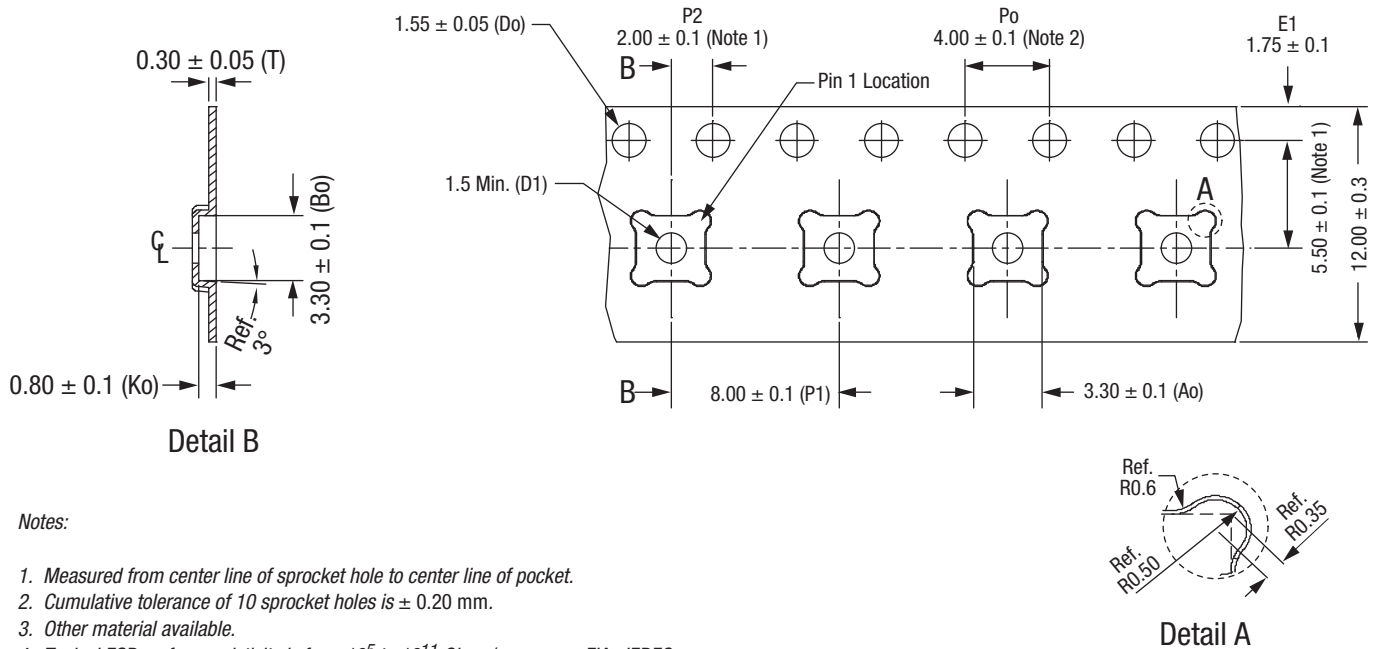 1.55 ± 0.05 (Do)
P2
2.00 ± 0.1 (Note 1)
Po
4.00 ± 0.1 (Note 2)
E1
1.75 ± 0.1
0.30 ± 0.05 (T)
B
Pin 1 Location
1.5 Min. (D1)
A
5.50 ± 0.1 (Note 1)
12.00 ± 0.3
3.30 ± 0.1 (Bo)
CL
Ref.
3°
0.80 ± 0.1 (Ko)
B
8.00 ± 0.1 (P1)
3.30 ± 0.1 (Ao)
Detail B
Ref.
R0.6
Ref.
R0.35
Ref.
R0.50
Detail A
Notes:
1. Measured from center line of sprocket hole to center line of pocket.
2. Cumulative tolerance of 10 sprocket holes is ± 0.20 mm.
3. Other material available.